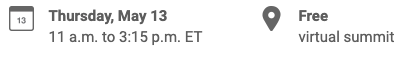 13
Thursday, May 13
11 a.m. to 3:15 p.m. ET
Free
virtual summit